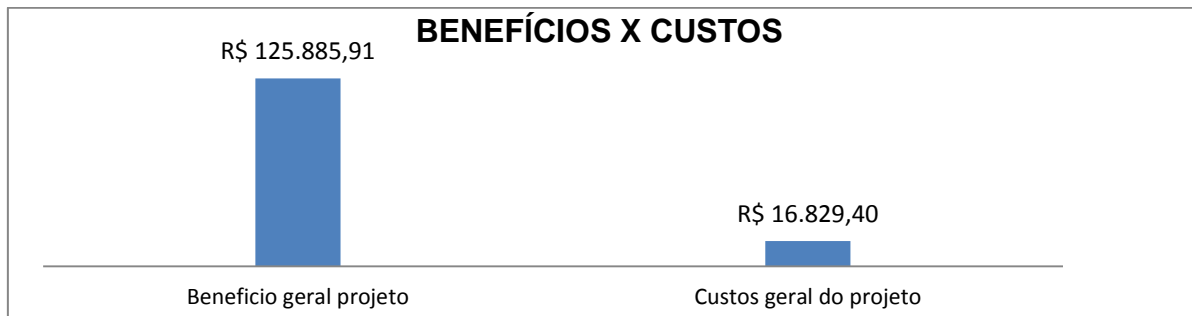 BENEFÍCIOS X CUSTOS
R$ 125.885,91
R$ 16.829,40
Beneficio geral projeto
Custos geral do projeto